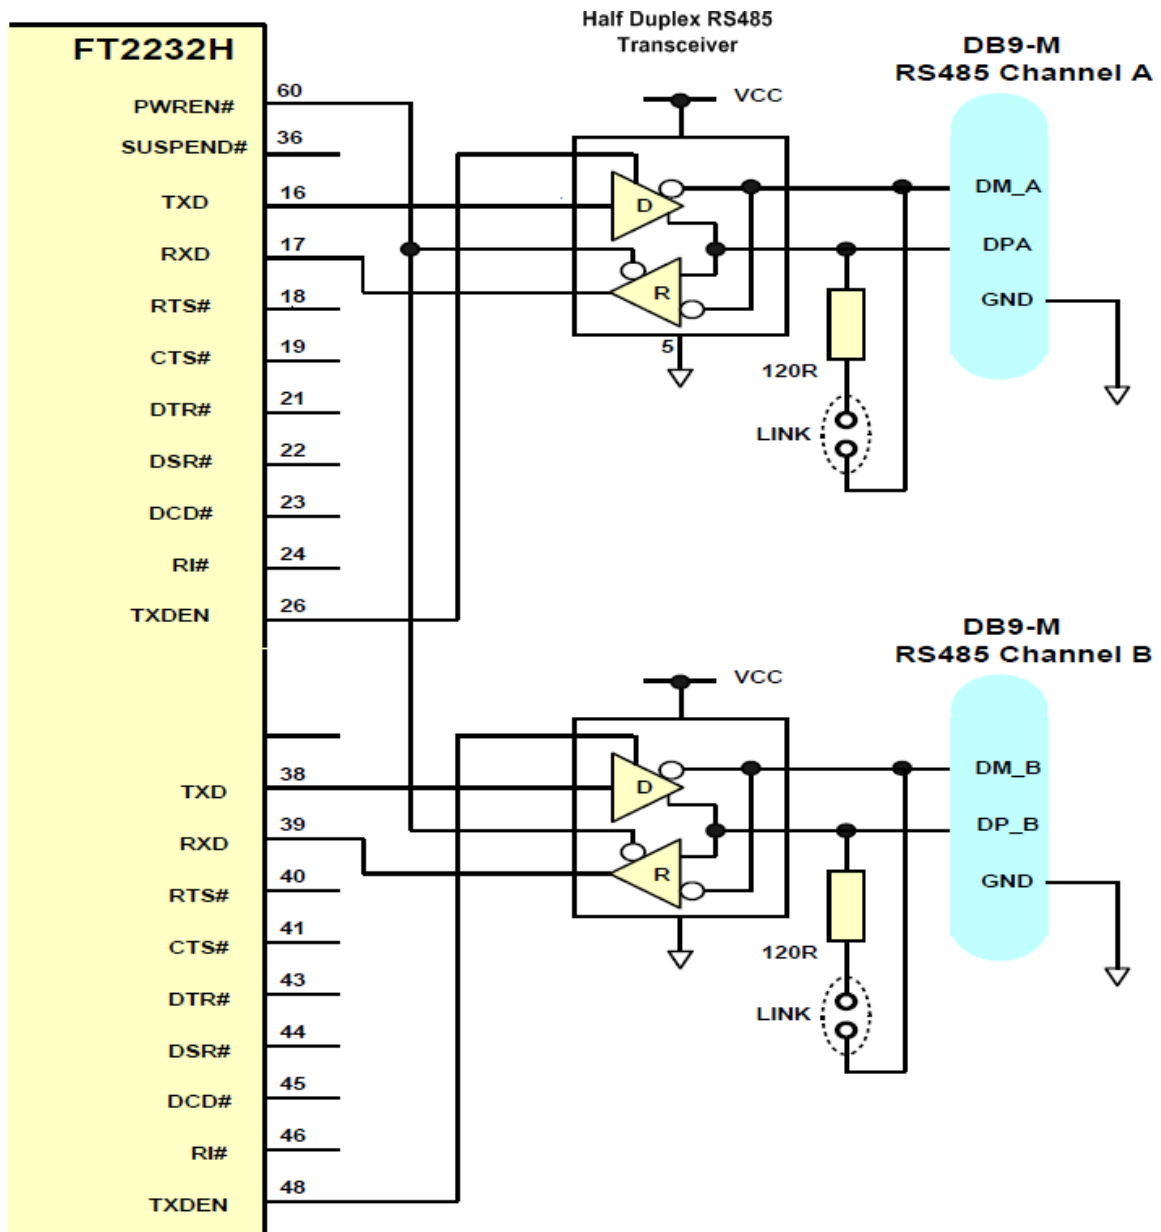 Half Duplex RS485
Transceiver
DB9-M
RS485 Channel A
FT2232H
PWREN#
60
SUSPEND#
36
TXD
16
RXD
17
RTS#
18
CTS#
19
DTR#
21
DSR#
22
DCD#
23
RI#
24
TXDEN
26
VCC
D
R
5
DM_A
DPA
GND
120R
LINK
DB9-M
RS485 Channel B
TXD
38
RXD
39
RTS#
40
CTS#
41
DTR#
43
DSR#
44
DCD#
45
RI#
46
TXDEN
48
VCC
D
R
DM_B
DP_B
GND
120R
LINK